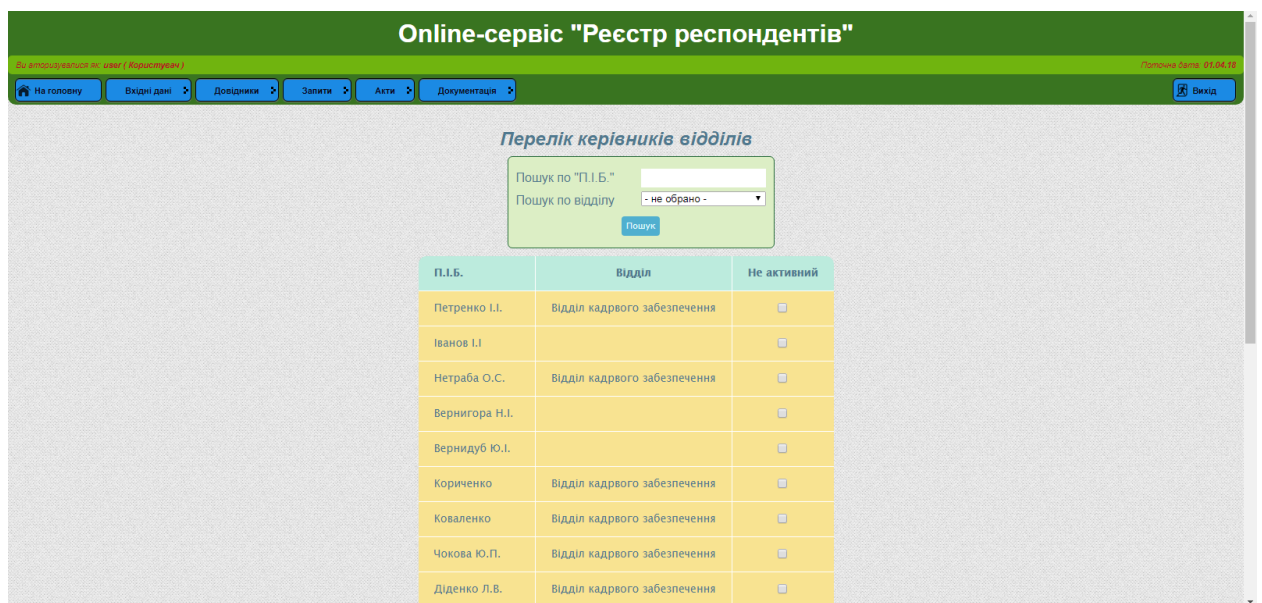 Online-сервіс "Реєстр респондентів"
Ви авторизувалися як: user ( Користувач ) Поточна дата: 01.04.18
На головну Вхідні дані Довідники Запити Акти Документація Вихід
Перелік керівників відділів
Пошук по "П.І.Б."
Пошук по відділу - не обрано -
Пошук
П.І.Б. Відділ Не активний
Петренко І.І. Відділ кадрвого забезпечення
Іванов І.І
Нетраба О.С. Відділ кадрвого забезпечення
Вернигора Н.І.
Вернидуб Ю.І.
Кориченко Відділ кадрвого забезпечення
Коваленко Відділ кадрвого забезпечення
Чокова Ю.П. Відділ кадрвого забезпечення
Діденко Л.В. Відділ кадрвого забезпечення